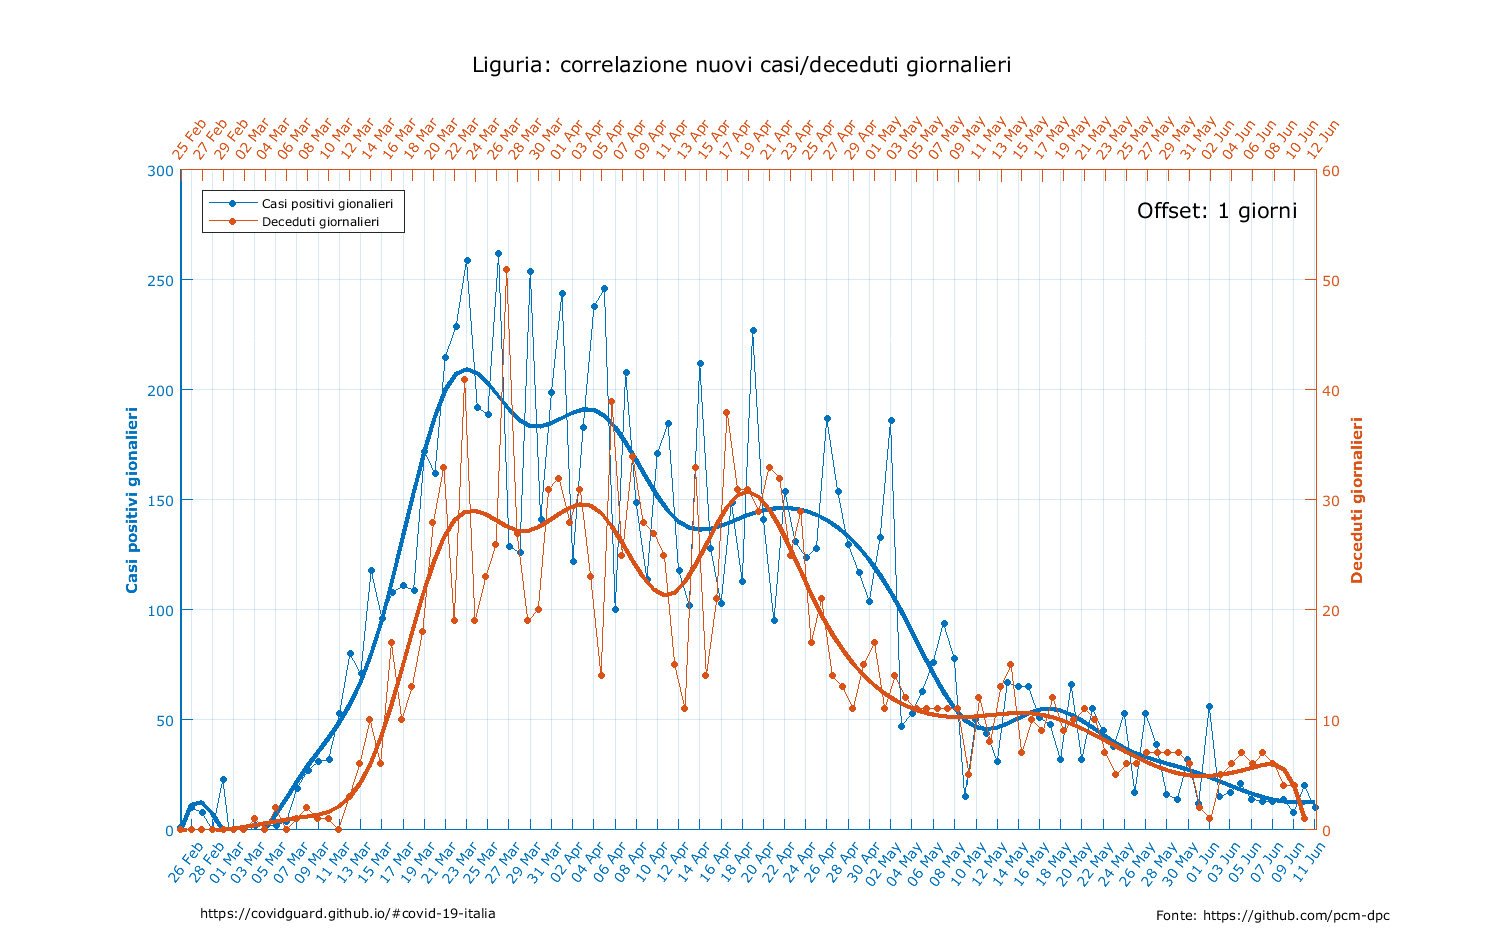 Liguria: correlazione nuovi casi/deceduti giornalieri
25 Feb 27 Feb 29 Feb 02 Mar 04 Mar 06 Mar 08 Mar 10 Mar 12 Mar 14 Mar 16 Mar 18 Mar 20 Mar 22 Mar 24 Mar 26 Mar 28 Mar 30 Mar 01 Apr 03 Apr 05 Apr 07 Apr 09 Apr 11 Apr 13 Apr 15 Apr 17 Apr 19 Apr 21 Apr 23 Apr 25 Apr 27 Apr 29 Apr 01 May 03 May 05 May 07 May 09 May 11 May 13 May 15 May 17 May 19 May 21 May 23 May 25 May 27 May 29 May 31 May 02 Jun 04 Jun 06 Jun 08 Jun 10 Jun 12 Jun
300 60
Casi positivi gionalieri
Deceduti giornalieri
Offset: 1 giorni
250 50
200 40
Casi positivi gionalieri
Deceduti giornalieri
150 30
100 20
50 10
0 0
26 Feb 28 Feb 01 Mar 03 Mar 05 Mar 07 Mar 09 Mar 11 Mar 13 Mar 15 Mar 17 Mar 19 Mar 21 Mar 23 Mar 25 Mar 27 Mar 29 Mar 31 Mar 02 Apr 04 Apr 06 Apr 08 Apr 10 Apr 12 Apr 14 Apr 16 Apr 18 Apr 20 Apr 22 Apr 24 Apr 26 Apr 28 Apr 30 Apr 02 May 04 May 06 May 08 May 10 May 12 May 14 May 16 May 18 May 20 May 22 May 24 May 26 May 28 May 30 May 01 Jun 03 Jun 05 Jun 07 Jun 09 Jun 11 Jun
https://covidguard.github.io/#covid-19-italia
Fonte: https://github.com/pcm-dpc